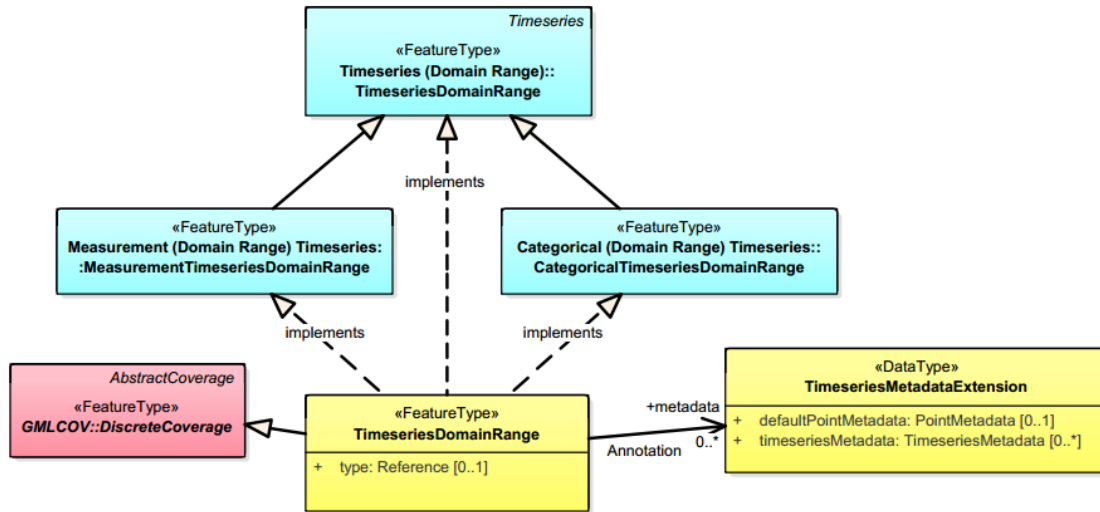 Timeseries
«FeatureType»
Timeseries (Domain Range)::
TimeseriesDomainRange
implements
«FeatureType»
Measurement (Domain Range) Timeseries:
:MeasurementTimeseriesDomainRange
«FeatureType»
Categorical (Domain Range) Timeseries::
CategoricalTimeseriesDomainRange
implements
implements
AbstractCoverage
«FeatureType»
GMLCOV::DiscreteCoverage
«FeatureType»
TimeseriesDomainRange
+ type: Reference [0..1]
+metadata
Annotation
0..*
«DataType»
TimeseriesMetadataExtension
+ defaultPointMetadata: PointMetadata [0..1]
+ timeseriesMetadata: TimeseriesMetadata [0..*]